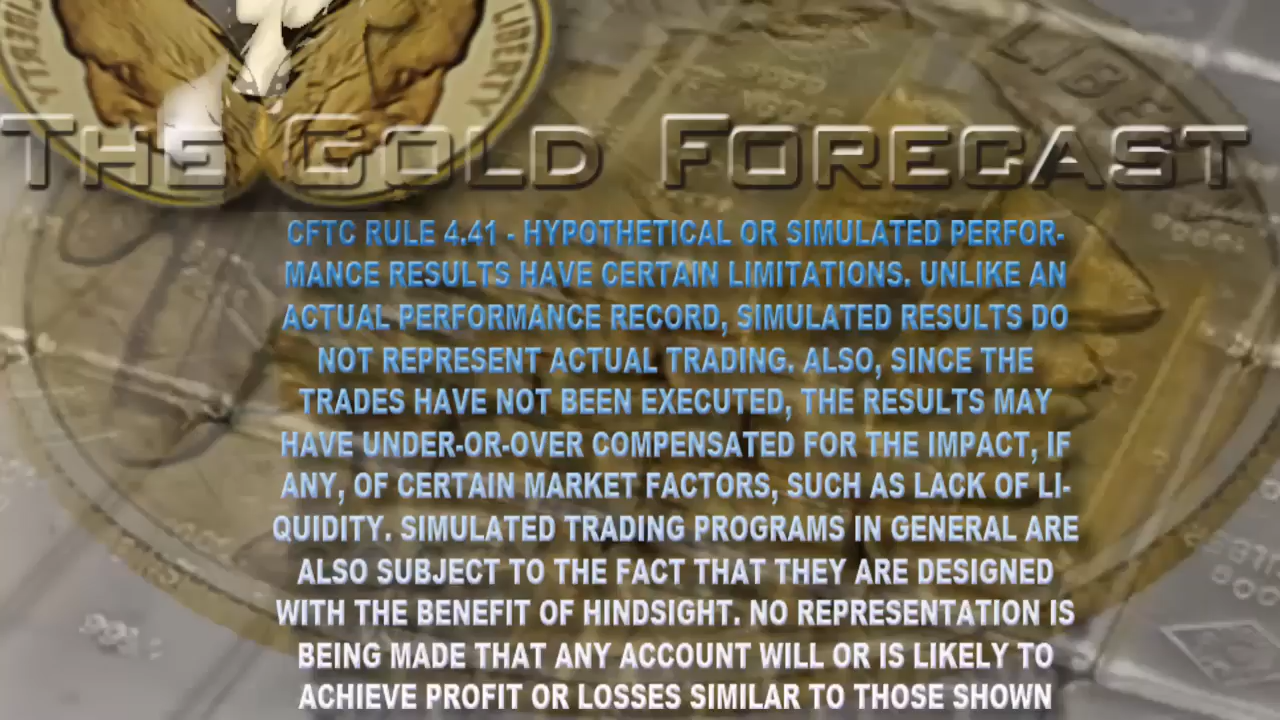 LIBERTY
LIBERTY
LIBE
THE GOLD FORECAST
CFTC RULE 4.41 - HYPOTHETICAL OR SIMULATED PERFOR-
MANCE RESULTS HAVE CERTAIN LIMITATIONS. UNLIKE AN
ACTUAL PERFORMANCE RECORD, SIMULATED RESULTS DO
NOT REPRESENT ACTUAL TRADING. ALSO, SINCE THE
TRADES HAVE NOT BEEN EXECUTED, THE RESULTS MAY
HAVE UNDER-OR-OVER COMPENSATED FOR THE IMPACT, IF
ANY, OF CERTAIN MARKET FACTORS, SUCH AS LACK OF LI-
QUIDITY. SIMULATED TRADING PROGRAMS IN GENERAL ARE
ALSO SUBJECT TO THE FACT THAT THEY ARE DESIGNED
WITH THE BENEFIT OF HINDSIGHT. NO REPRESENTATION IS
BEING MADE THAT ANY ACCOUNT WILL OR IS LIKELY TO
ACHIEVE PROFIT OR LOSSES SIMILAR TO THOSE SHOWN